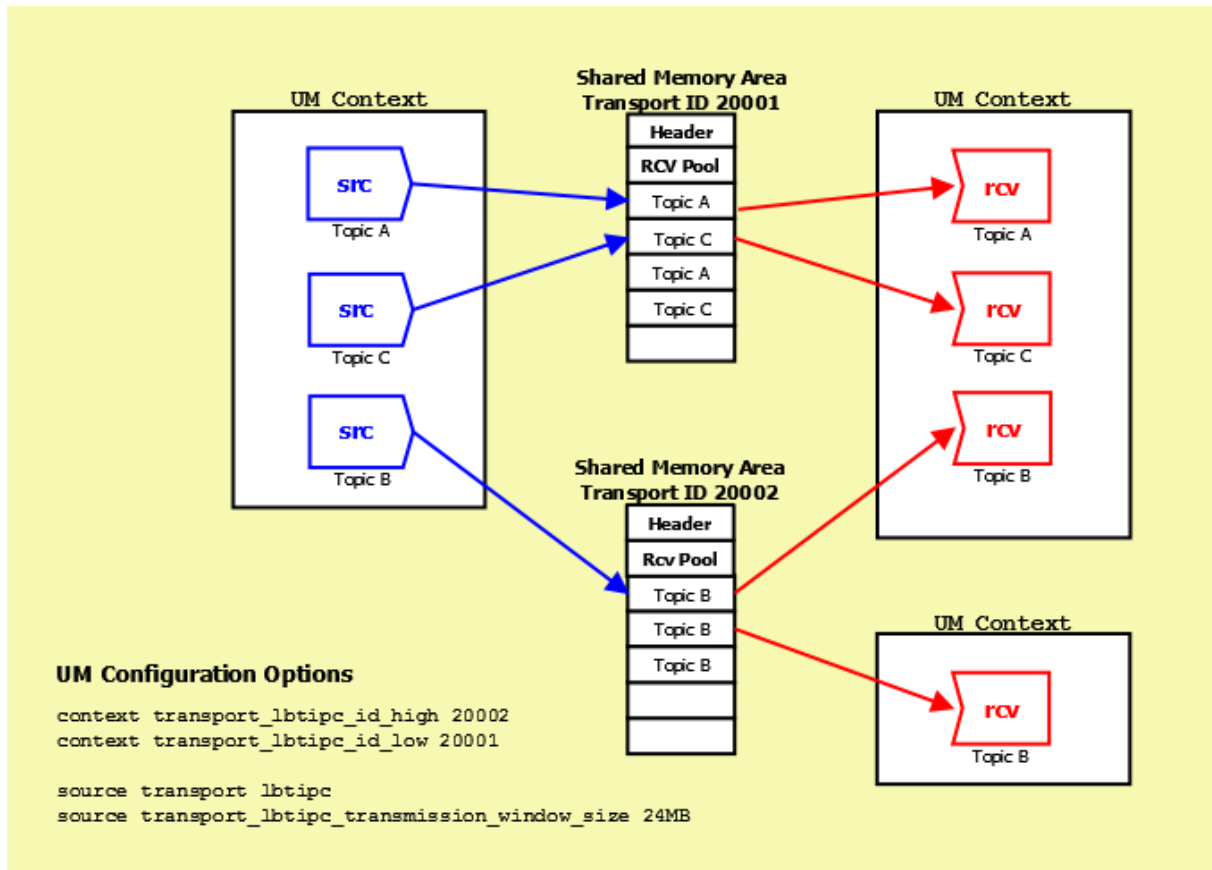 Shared Memory Area
Transport ID 20001
UM Context
UM Context
Header
RCV Pool
Topic A
Topic C
Topic A
Topic C
src
Topic A
src
Topic C
src
Topic B
rcv
Topic A
rcv
Topic C
rcv
Topic B
Shared Memory Area
Transport ID 20002
Header
Rcv Pool
Topic B
Topic B
Topic B
UM Context
rcv
Topic B
UM Configuration Options
context transport_lbtipc_id_high 20002
context transport_lbtipc_id_low 20001
source transport lbtipc
source transport_lbtipc_transmission_window_size 24MB